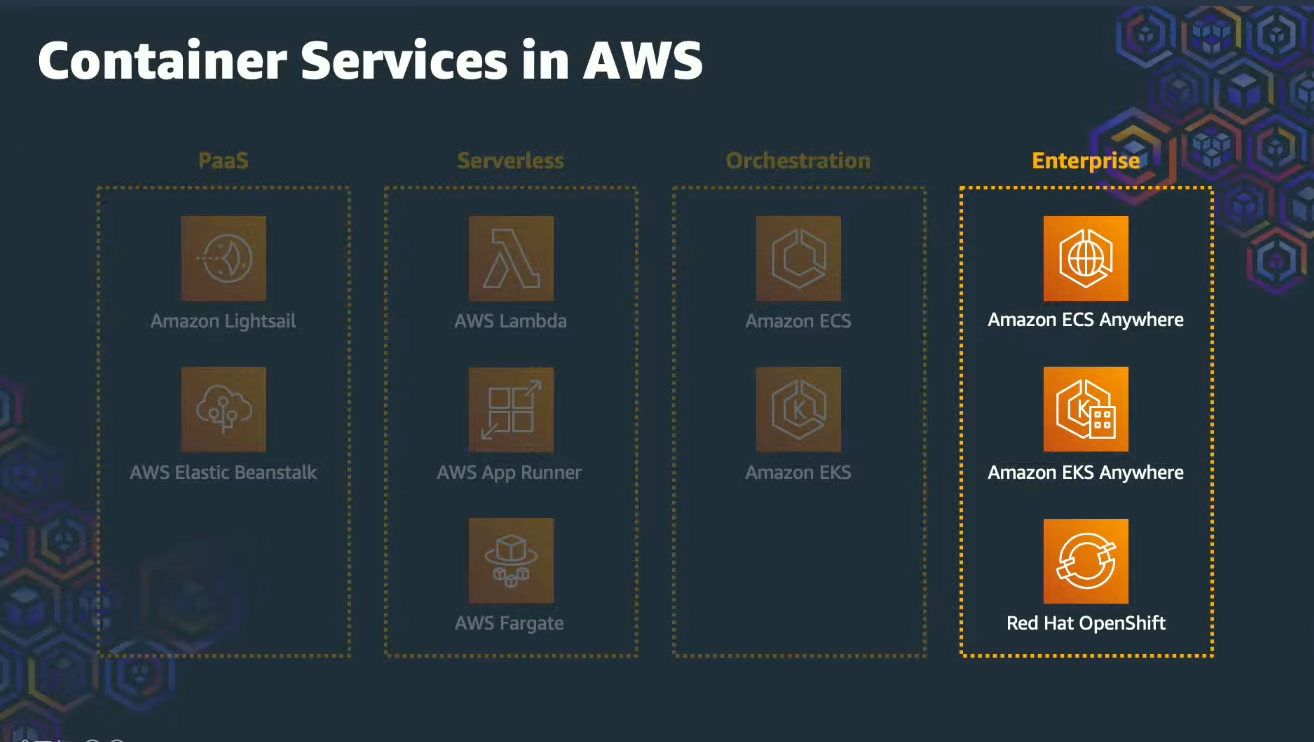 Container Services in AWS
PaaS
Amazon Lightsail
AWS Elastic Beanstalk
Serverless
AWS Lambda
AWS App Runner
AWS Fargate
Orchestration
Amazon ECS
K
Amazon EKS
Enterprise
Amazon ECS Anywhere
K
Amazon EKS Anywhere
Red Hat OpenShift